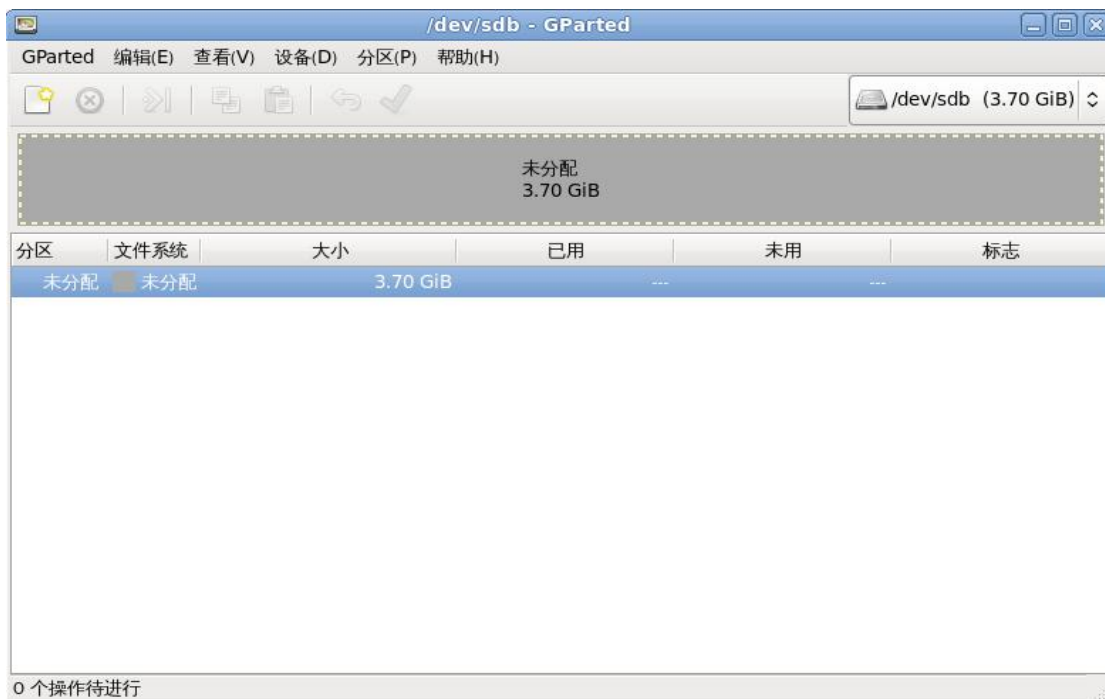 /dev/sdb - GParted
GParted 编辑(E) 查看(V) 设备(D) 分区(P) 帮助(H)
/dev/sdb (3.70 GiB)
未分配
3.70 GiB
分区 文件系统 大小 已用 未用 标志
未分配 未分配 3.70 GiB --- ---
0 个操作待进行